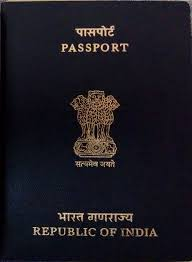 पासपोर्ट
PASSPORT
सत्यमेव जयते
भारत गणराज्य
REPUBLIC OF INDIA